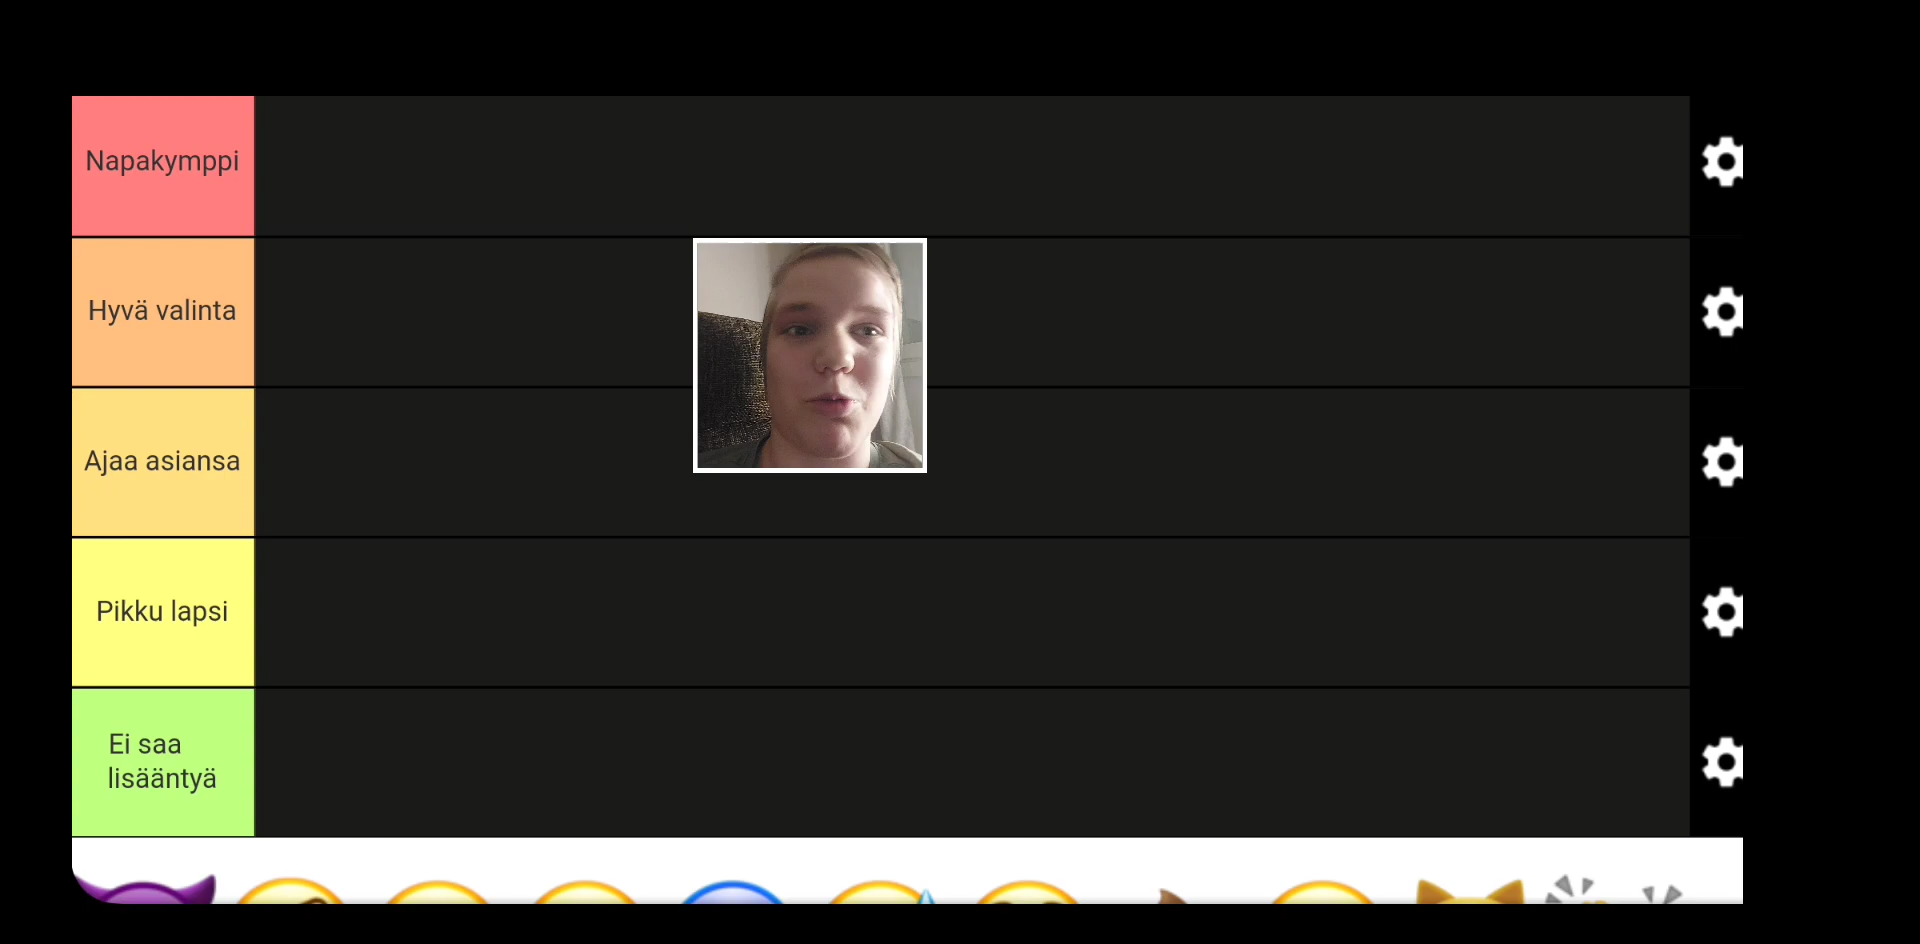 Napakymppi
Hyvä valinta
Ajaa asiansa
Pikku lapsi
Ei saa
lisääntyä